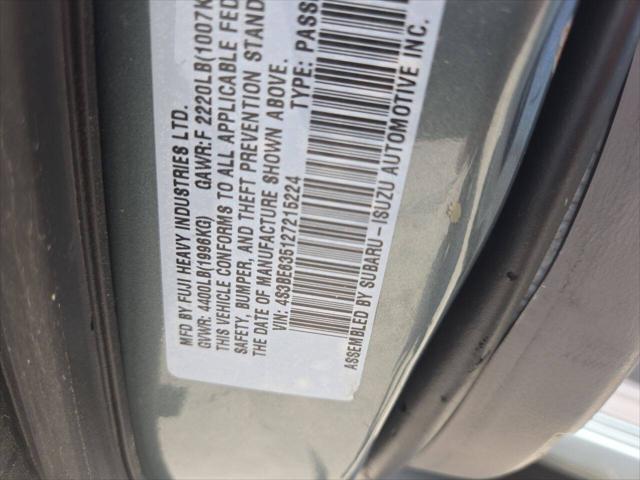 MFD BY FUJI HEAVY INDUSTRIES LTD.
GVWR: 4400LB(1996KG) GAWR:F 2220LB(1007K
THIS VEHICLE CONFORMS TO ALL APPLICABLE FED
SAFETY, BUMPER, AND THEFT PREVENTION STAND
THE DATE OF MANUFACTURE SHOWN ABOVE.
VIN: 4S3BE635127215224 TYPE: PASS
ASSEMBLED BY SUBARU-ISUZU AUTOMOTIVE INC.